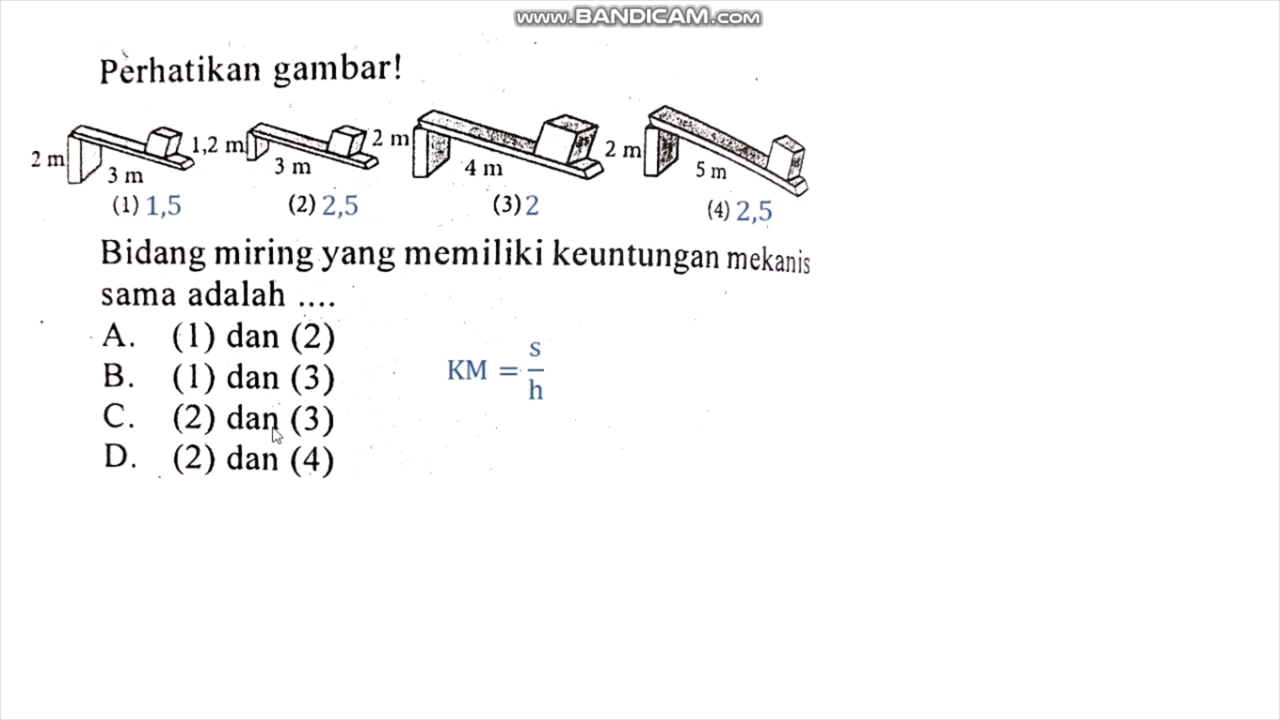 www.BANDICAM.com
Perhatikan gambar!
2 m 3 m 1,2 m 3 m 2 m 4 m 2 m 5 m
(1) 1,5 (2) 2,5 (3) 2 (4) 2,5
Bidang miring yang memiliki keuntungan mekanis
sama adalah ....
A. (1) dan (2)
B. (1) dan (3)
C. (2) dan (3)
D. (2) dan (4)
KM = s/h